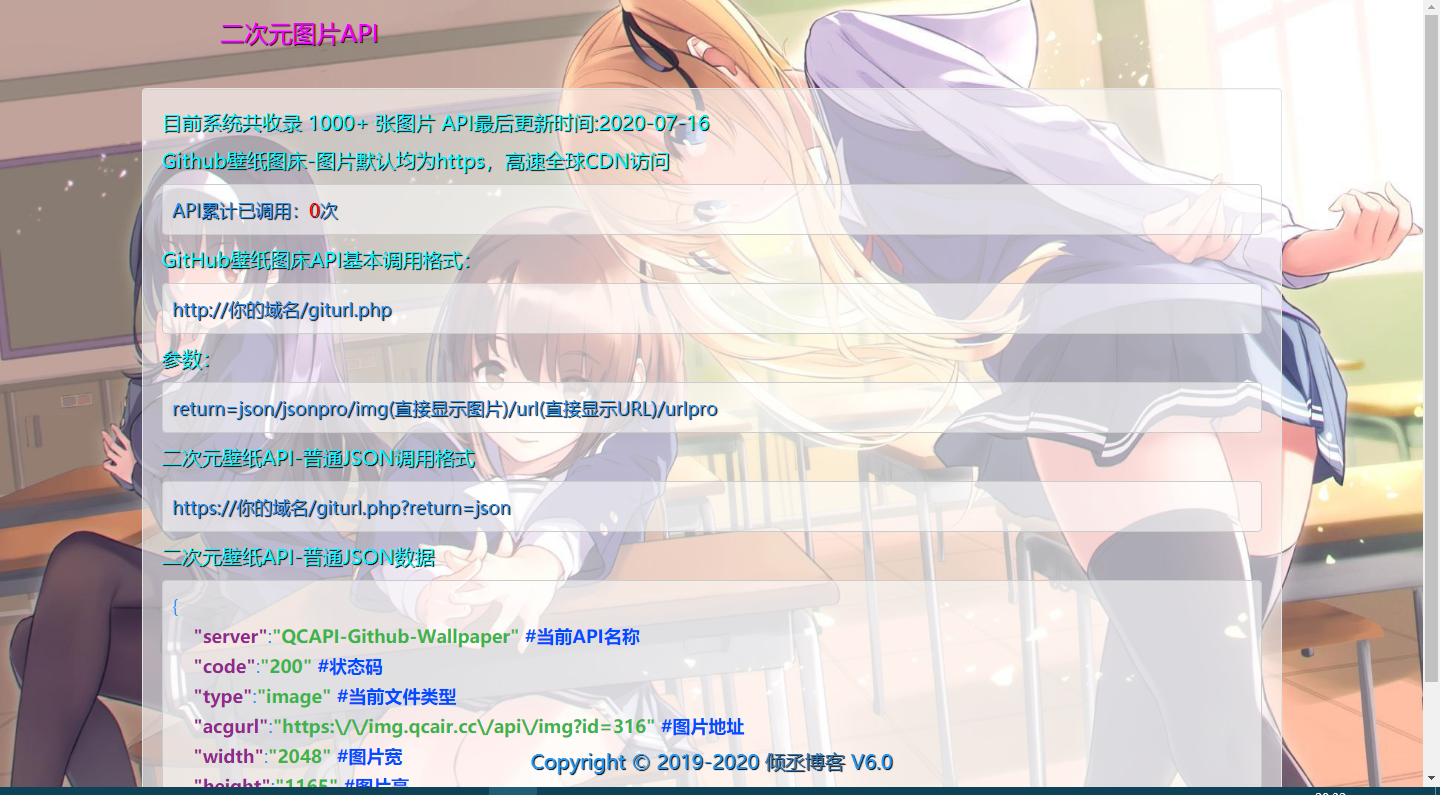 二次元图片API
目前系统共收录 1000+ 张图片 API最后更新时间:2020-07-16
Github壁纸图床-图片默认均为https，高速全球CDN访问
API累计已调用：0次
GitHub壁纸图床API基本调用格式：
http://你的域名/giturl.php
参数：
return=json/jsonpro/img(直接显示图片)/url(直接显示URL)/urlpro
二次元壁纸API-普通JSON调用格式
https://你的域名/giturl.php?return=json
二次元壁纸API-普通JSON数据
{
"server":"QCAPI-Github-Wallpaper" #当前API名称
"code":"200" #状态码
"type":"image" #当前文件类型
"acgurl":"https:\/\/img.qcair.cc\/api\/img?id=316" #图片地址
"width":"2048" #图片宽
"height":"1165" #图片高
Copyright © 2019-2020 倾丞博客 V6.0